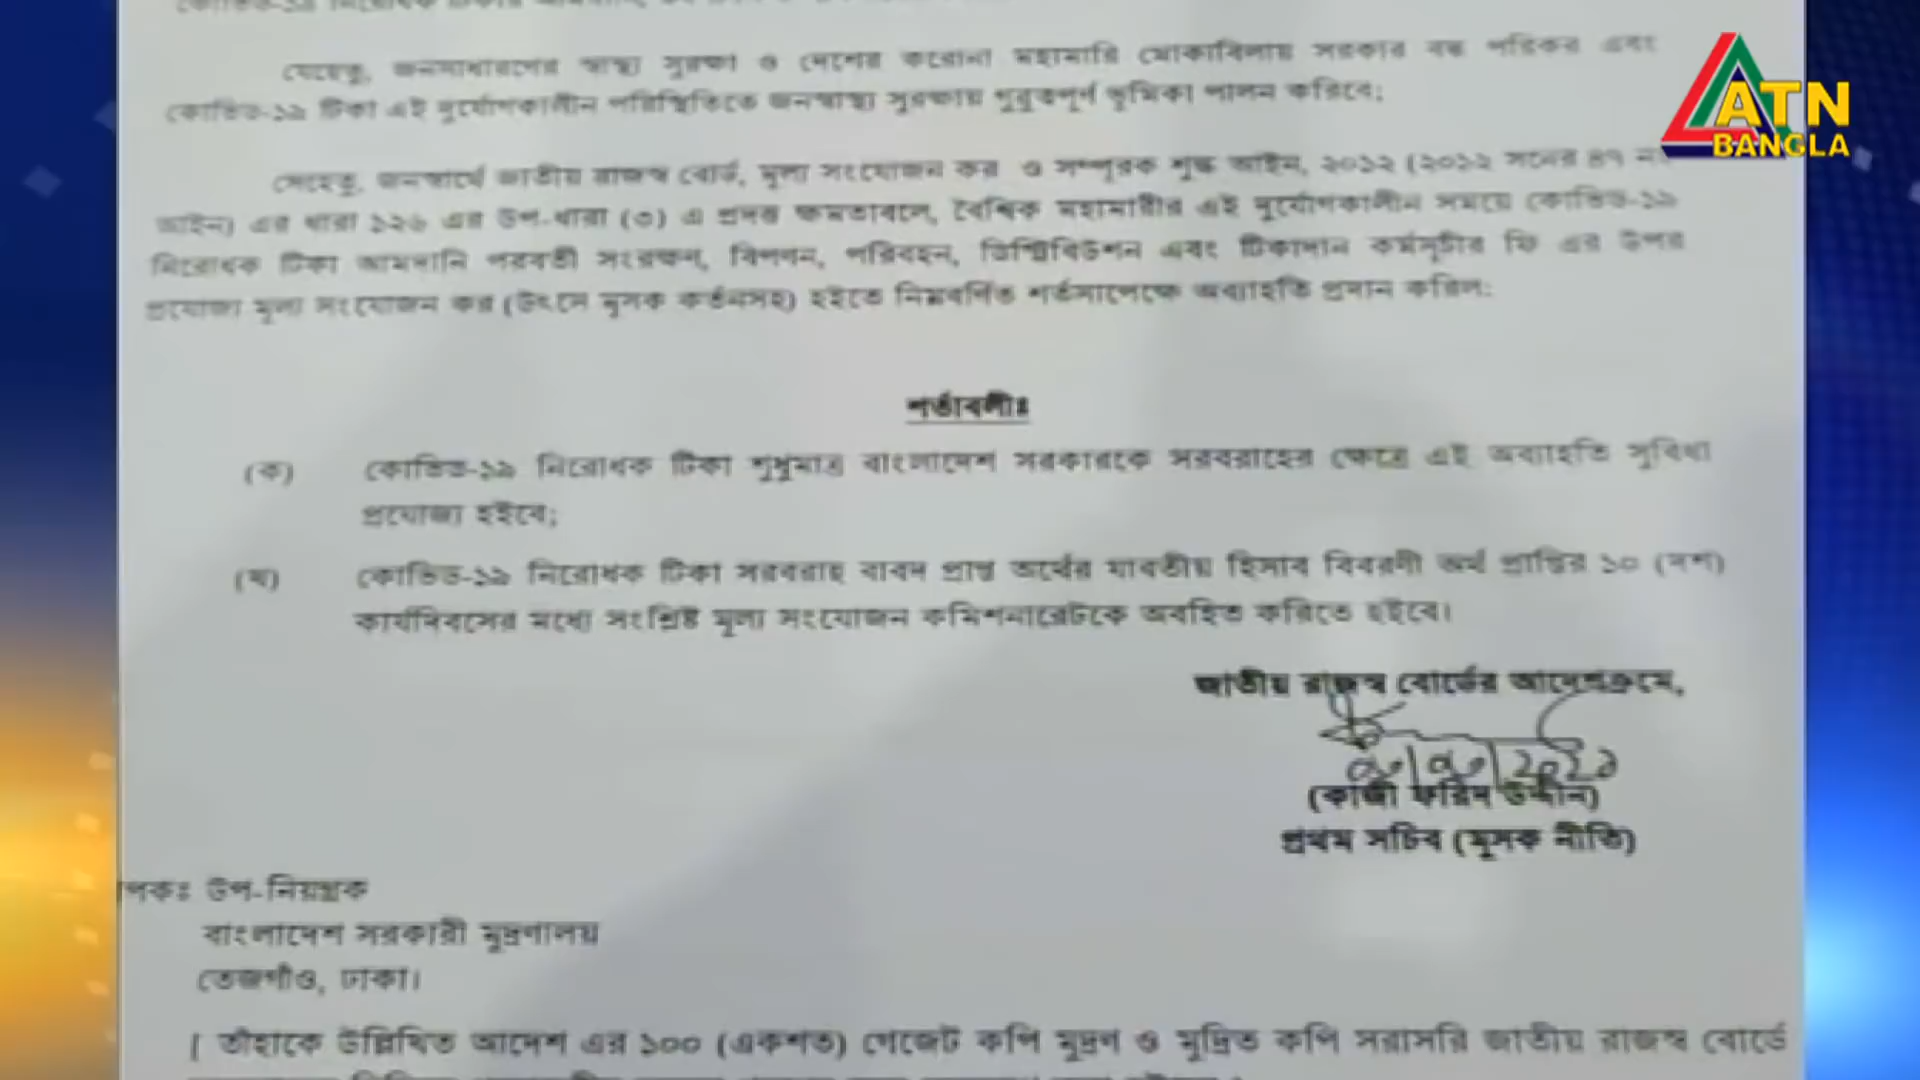 যেহেতু, জনসাধারণের স্বাস্থ্য সুরক্ষা ও দেশের করোনা মহামারি মোকাবিলায় সরকার বদ্ধ পরিকর এবং
কোভিড-১৯ টিকা এই দুর্যোগকালীন পরিস্থিতিতে জনস্বাস্থ্য সুরক্ষায় গুরুত্বপূর্ণ ভূমিকা পালন করিবে;
ATN
BANGLA
সেহেতু, জনস্বার্থে জাতীয় রাজস্ব বোর্ড, মূল্য সংযোজন কর ও সম্পূরক শুল্ক আইন, ২০১২ (২০১২ সনের ৪৭ নং
আইন) এর ধারা ১২৬ এর উপ-ধারা (৩) এ প্রদত্ত ক্ষমতাবলে, বৈশ্বিক মহামারীর এই দুর্যোগকালীন সময়ে কোভিড-১৯
নিরোধক টিকা আমদানি পরবর্তী সংরক্ষণ, বিপণন, পরিবহন, ডিস্ট্রিবিউশন এবং টিকাদান কর্মসূচীর ফি এর উপর
প্রযোজ্য মূল্য সংযোজন কর (উৎসে মূসক কর্তনসহ) হইতে নিম্নবর্ণিত শর্তসাপেক্ষে অব্যাহতি প্রদান করিল:
শর্তাবলীঃ
(ক) কোভিড-১৯ নিরোধক টিকা শুধুমাত্র বাংলাদেশ সরকারকে সরবরাহের ক্ষেত্রে এই অব্যাহতি সুবিধা
প্রযোজ্য হইবে;
(খ) কোভিড-১৯ নিরোধক টিকা সরবরাহ বাবদ প্রাপ্ত অর্থের যাবতীয় হিসাব বিবরণী অর্থ প্রাপ্তির ১০ (দশ)
কার্যদিবসের মধ্যে সংশ্লিষ্ট মূল্য সংযোজন কমিশনারেটকে অবহিত করিতে হইবে।
জাতীয় রাজস্ব বোর্ডের আদেশক্রমে,
(কাজী ফরিদ উদ্দীন)
প্রথম সচিব (মূসক নীতি)
পকঃ উপ-নিয়ন্ত্রক
বাংলাদেশ সরকারী মুদ্রণালয়
তেজগাঁও, ঢাকা।
[ তাঁহাকে উল্লিখিত আদেশ এর ১০০ (একশত) গেজেট কপি মুদ্রণ ও মুদ্রিত কপি সরাসরি জাতীয় রাজস্ব বোর্ডে